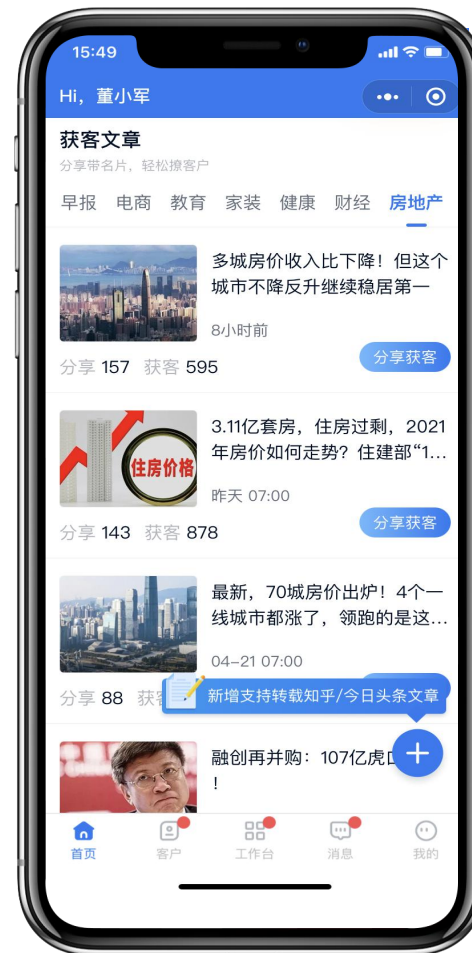 15:49
Hi，董小军
获客文章
分享带名片，轻松撩客户
早报 电商 教育 家装 健康 财经 房地产
多城房价收入比下降！但这个
城市不降反升继续稳居第一
8小时前
分享 157 获客 595
分享获客
3.11亿套房，住房过剩，2021
年房价如何走势？住建部“1...
住房价格
昨天 07:00
分享 143 获客 878
分享获客
最新，70城房价出炉！4个一
线城市都涨了，领跑的是这...
04-21 07:00
分享 88 获
新增支持转载知乎/今日头条文章
融创再并购：107亿虎
！
首页 客户 工作台 消息 我的